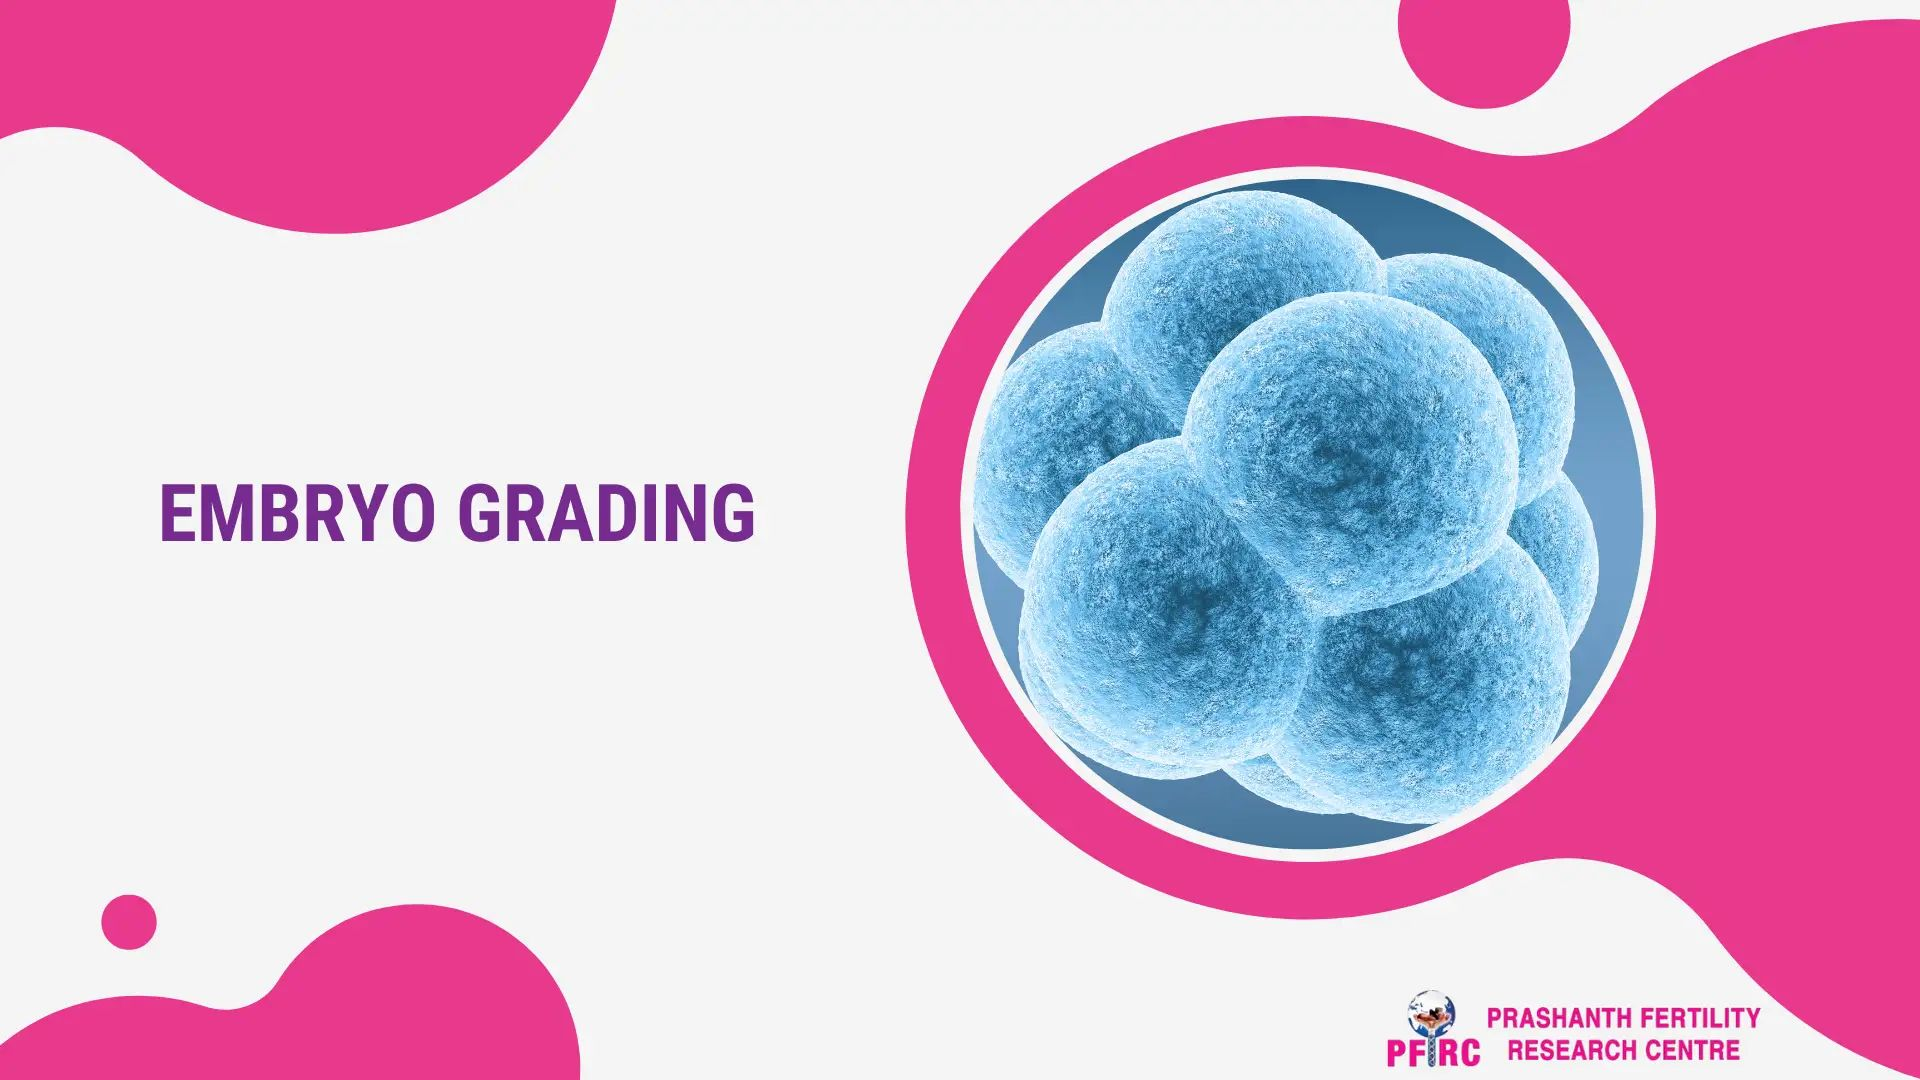 EMBRYO GRADING
PRASHANTH FERTILITY
PFRC RESEARCH CENTRE